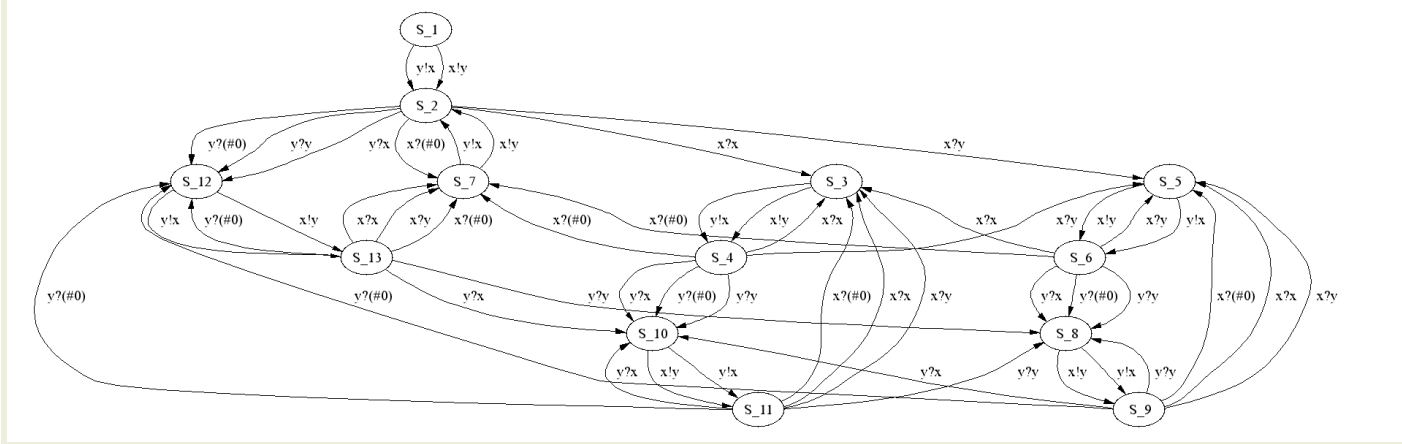 S_1
y!x x!y
S_2
y?(#0) y?y y?x x?(#0) y!x x!y x?x x?y
S_12 S_7 S_3 S_5
y!x y?(#0) x!y x?x x?y x?(#0) x?(#0) x?(#0) y!x x!y x?x x?x x?y x!y x?y y!x
S_13 S_4 S_6
y?(#0) y?(#0) y?x y?y y?x y?(#0) y?y x?(#0) x?x x?y y?x y?(#0) y?y x?(#0) x?x x?y
S_10 S_8
y?x x!y y!x y?x y?y x!y y!x y?y
S_11 S_9